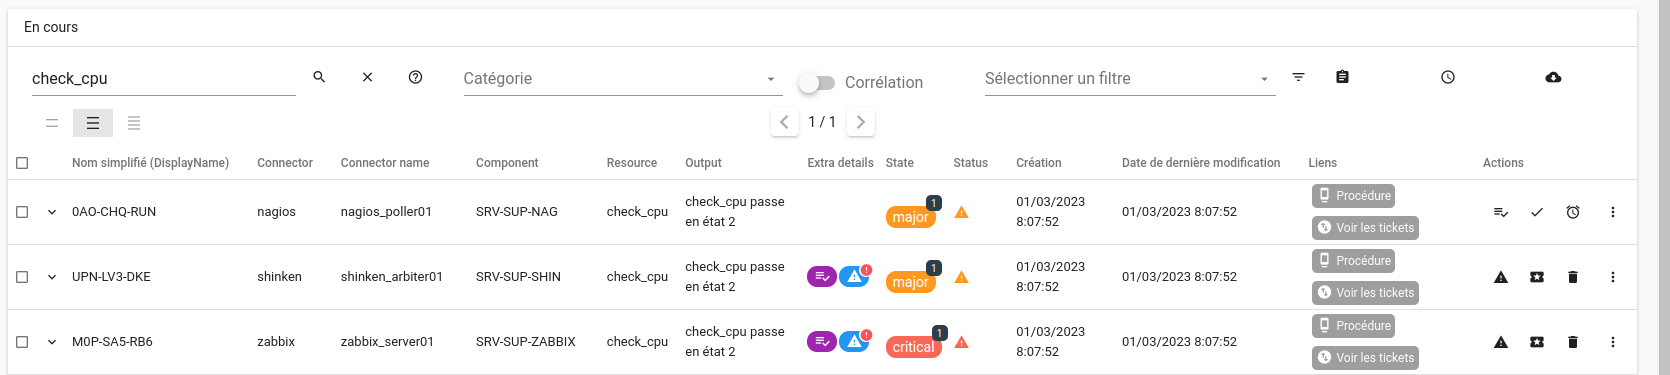 En cours
check_cpu
Catégorie
Corrélation
Sélectionner un filtre
1 / 1
Nom simplifié (DisplayName) Connector Connector name Component Resource Output Extra details State Status Création Date de dernière modification Liens Actions
0AO-CHQ-RUN nagios nagios_poller01 SRV-SUP-NAG check_cpu check_cpu passe en état 2 major 1 01/03/2023 8:07:52 01/03/2023 8:07:52 Procédure
Voir les tickets
UPN-LV3-DKE shinken shinken_arbiter01 SRV-SUP-SHIN check_cpu check_cpu passe en état 2 major 1 01/03/2023 8:07:52 01/03/2023 8:07:52 Procédure
Voir les tickets
M0P-SA5-RB6 zabbix zabbix_server01 SRV-SUP-ZABBIX check_cpu check_cpu passe en état 2 critical 1 01/03/2023 8:07:52 01/03/2023 8:07:52 Procédure
Voir les tickets